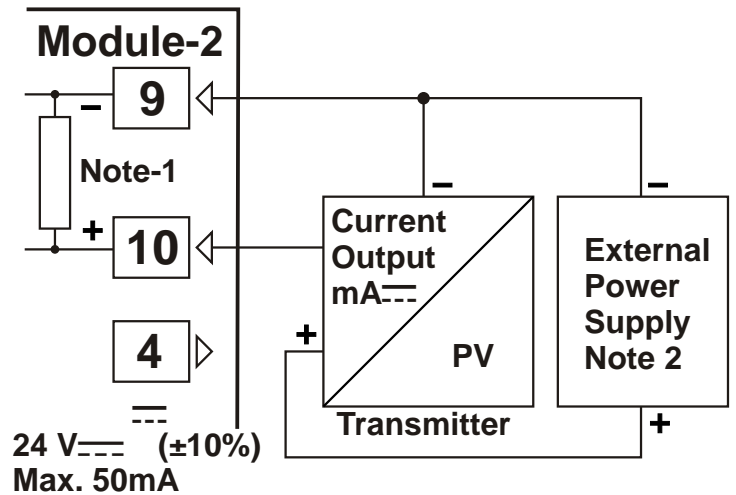 Module-2
9
–
Note-1
+
10
4
24 V (±10%)
Max. 50mA
–
Current
Output
mA
+
PV
Transmitter
–
External
Power
Supply
Note 2
+